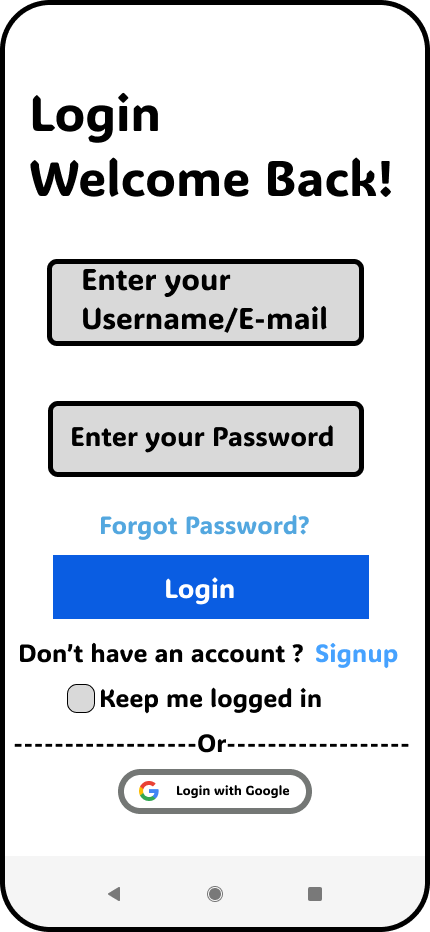 Login
Welcome Back!
Enter your
Username/E-mail
Enter your Password
Forgot Password?
Login
Don't have an account ? Signup
Keep me logged in
------------------Or------------------
Login with Google